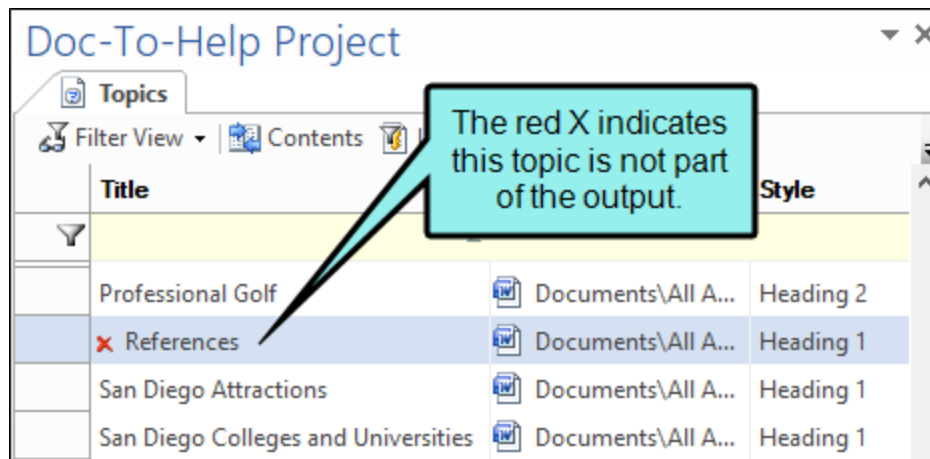 Doc-To-Help Project
Topics
Filter View
Contents
The red X indicates
this topic is not part
of the output.
Title
Style
Professional Golf
Documents\All A...
Heading 2
References
Documents\All A...
Heading 1
San Diego Attractions
Documents\All A...
Heading 1
San Diego Colleges and Universities
Documents\All A...
Heading 1